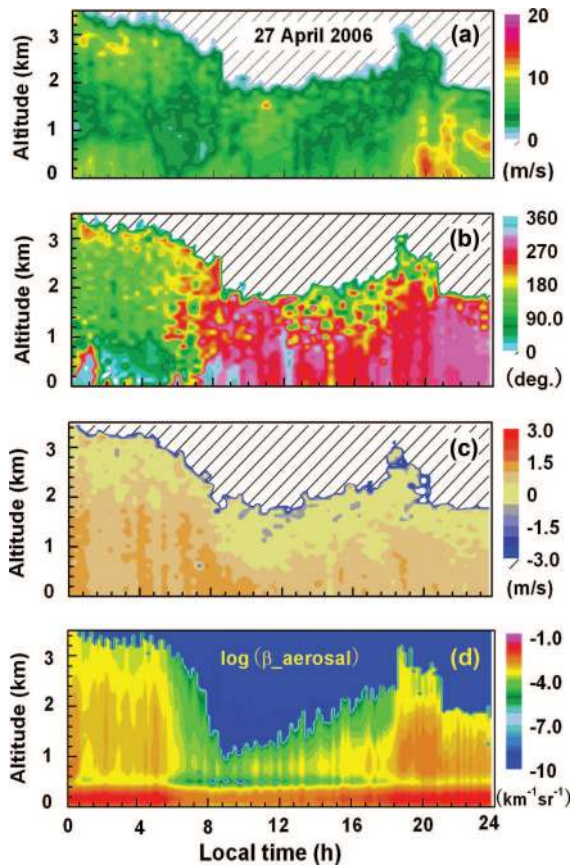 27 April 2006
(a)
Altitude (km)
3
2
1
0
20
10
0
(m/s)
(b)
Altitude (km)
3
2
1
0
360
270
180
90.0
0
(deg.)
(c)
Altitude (km)
3
2
1
0
3.0
1.5
0
-1.5
-3.0
(m/s)
log (β_aerosal)
(d)
Altitude (km)
3
2
1
0
-1.0
-4.0
-7.0
-10
(km⁻¹sr⁻¹)
0 4 8 12 16 20 24
Local time (h)